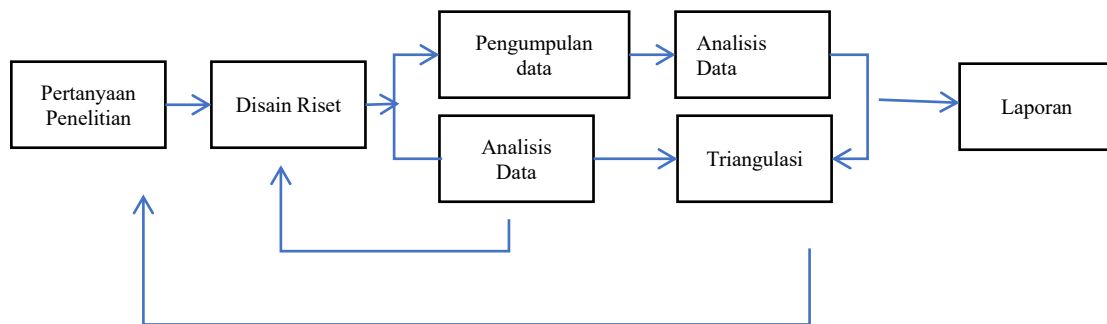 Pertanyaan
Penelitian
Disain Riset
Pengumpulan
data
Analisis
Data
Analisis
Data
Triangulasi
Laporan